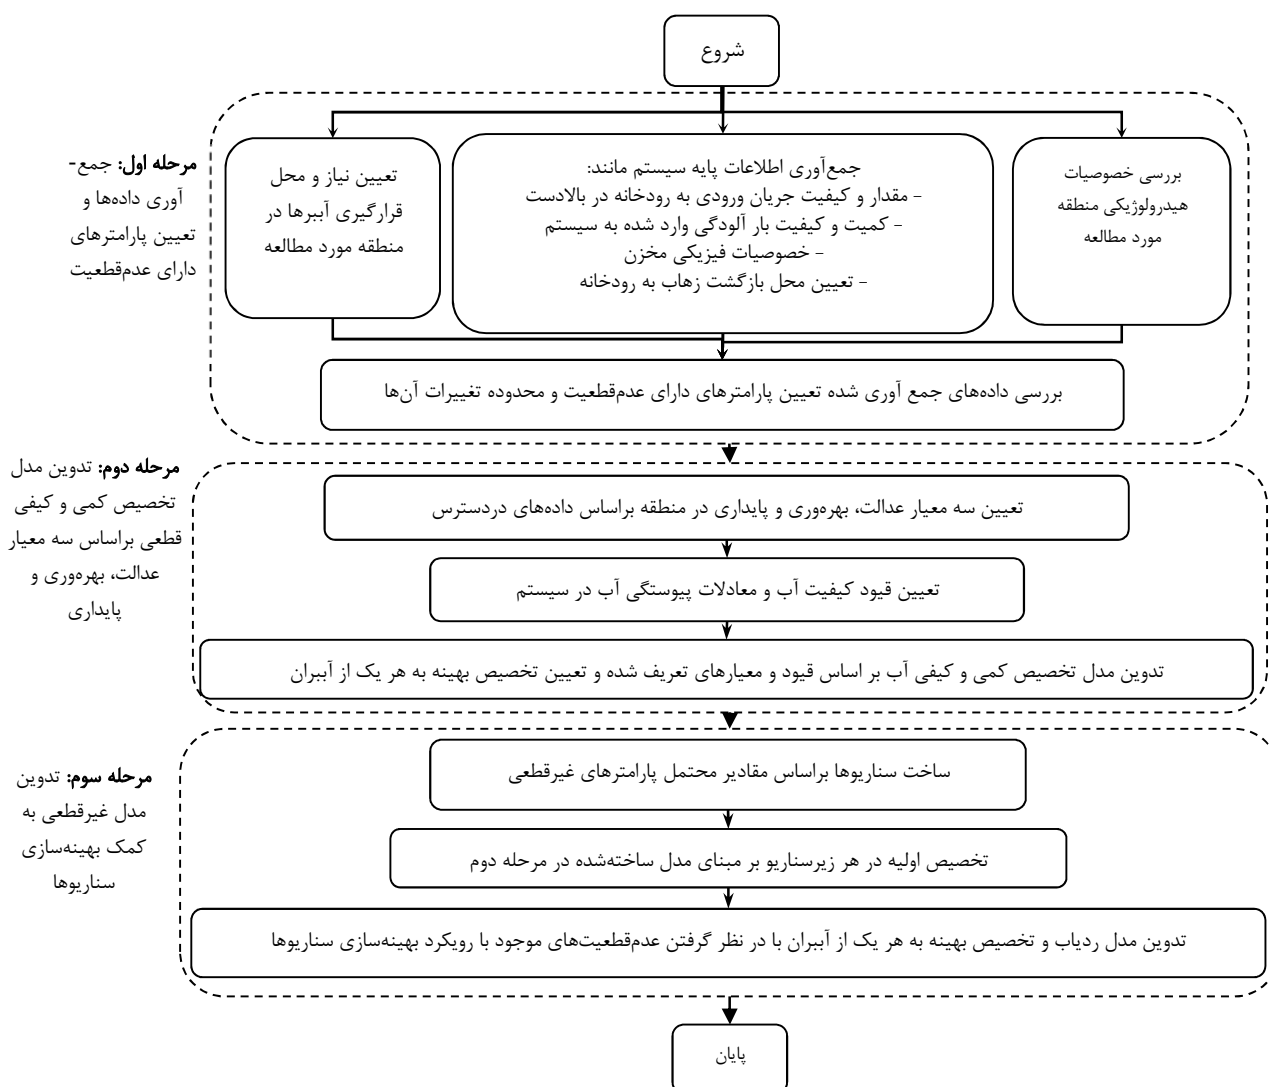 شروع
مرحله اول: جمع-
آوری داده‌ها و
تعیین پارامترهای
دارای عدم‌قطعیت
بررسی خصوصیات
هیدرولوژیکی منطقه
مورد مطالعه
جمع‌آوری اطلاعات پایه سیستم مانند:
- مقدار و کیفیت جریان ورودی به رودخانه در بالادست
- کمیت و کیفیت بار آلودگی وارد شده به سیستم
- خصوصیات فیزیکی مخزن
- تعیین محل بازگشت زهاب به رودخانه
تعیین نیاز و محل
قرارگیری آببرها در
منطقه مورد مطالعه
بررسی داده‌های جمع آوری شده تعیین پارامترهای دارای عدم‌قطعیت و محدوده تغییرات آن‌ها
مرحله دوم: تدوین مدل
تخصیص کمی و کیفی
قطعی براساس سه معیار
عدالت، بهره‌وری و
پایداری
تعیین سه معیار عدالت، بهره‌وری و پایداری در منطقه براساس داده‌های دردسترس
تعیین قیود کیفیت آب و معادلات پیوستگی آب در سیستم
تدوین مدل تخصیص کمی و کیفی آب بر اساس قیود و معیارهای تعریف شده و تعیین تخصیص بهینه به هر یک از آببران
مرحله سوم: تدوین
مدل غیرقطعی به
کمک بهینه‌سازی
سناریوها
ساخت سناریوها براساس مقادیر محتمل پارامترهای غیرقطعی
تخصیص اولیه در هر زیرسناریو بر مبنای مدل ساخته‌شده در مرحله دوم
تدوین مدل ردیاب و تخصیص بهینه به هر یک از آببران با در نظر گرفتن عدم‌قطعیت‌های موجود با رویکرد بهینه‌سازی سناریوها
پایان